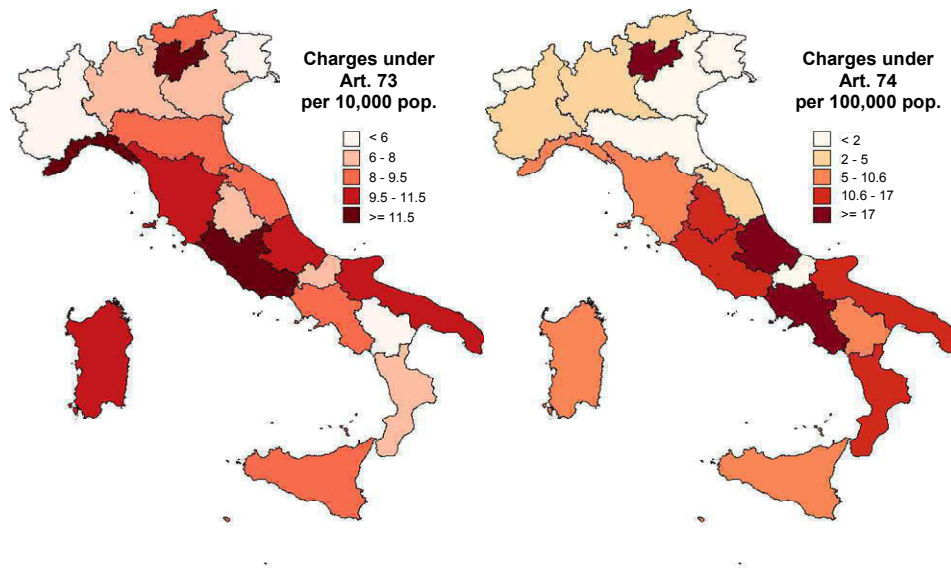 Charges under
Art. 73
per 10,000 pop.
< 6
6 - 8
8 - 9.5
9.5 - 11.5
>= 11.5
Charges under
Art. 74
per 100,000 pop.
< 2
2 - 5
5 - 10.6
10.6 - 17
>= 17